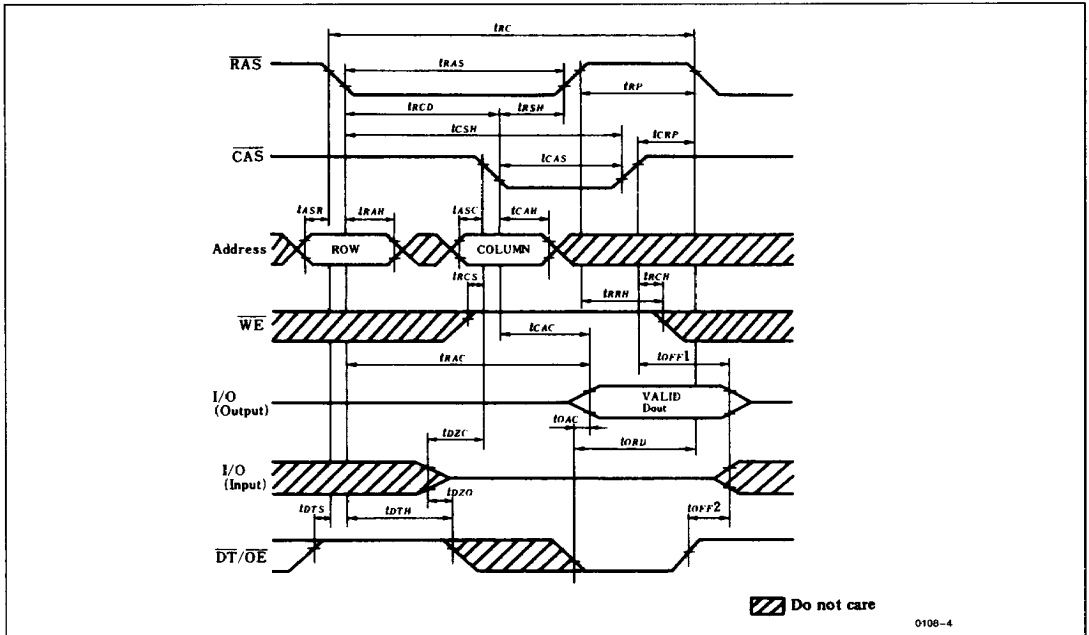 tRC
RAS
tRAS
tRP
tRCD
tRSH
tCSH
tCRP
CAS
tCAS
tASR
tRAH
tASC
tCAH
Address
ROW
COLUMN
tRCS
tRCH
tRRH
WE
tCAC
tRAC
tOFF1
I/O
(Output)
VALID
Dout
tOAC
tDZC
tORD
I/O
(Input)
tDZO
tDTS
tDTH
tOFF2
DT/OE
Do not care
0108-4